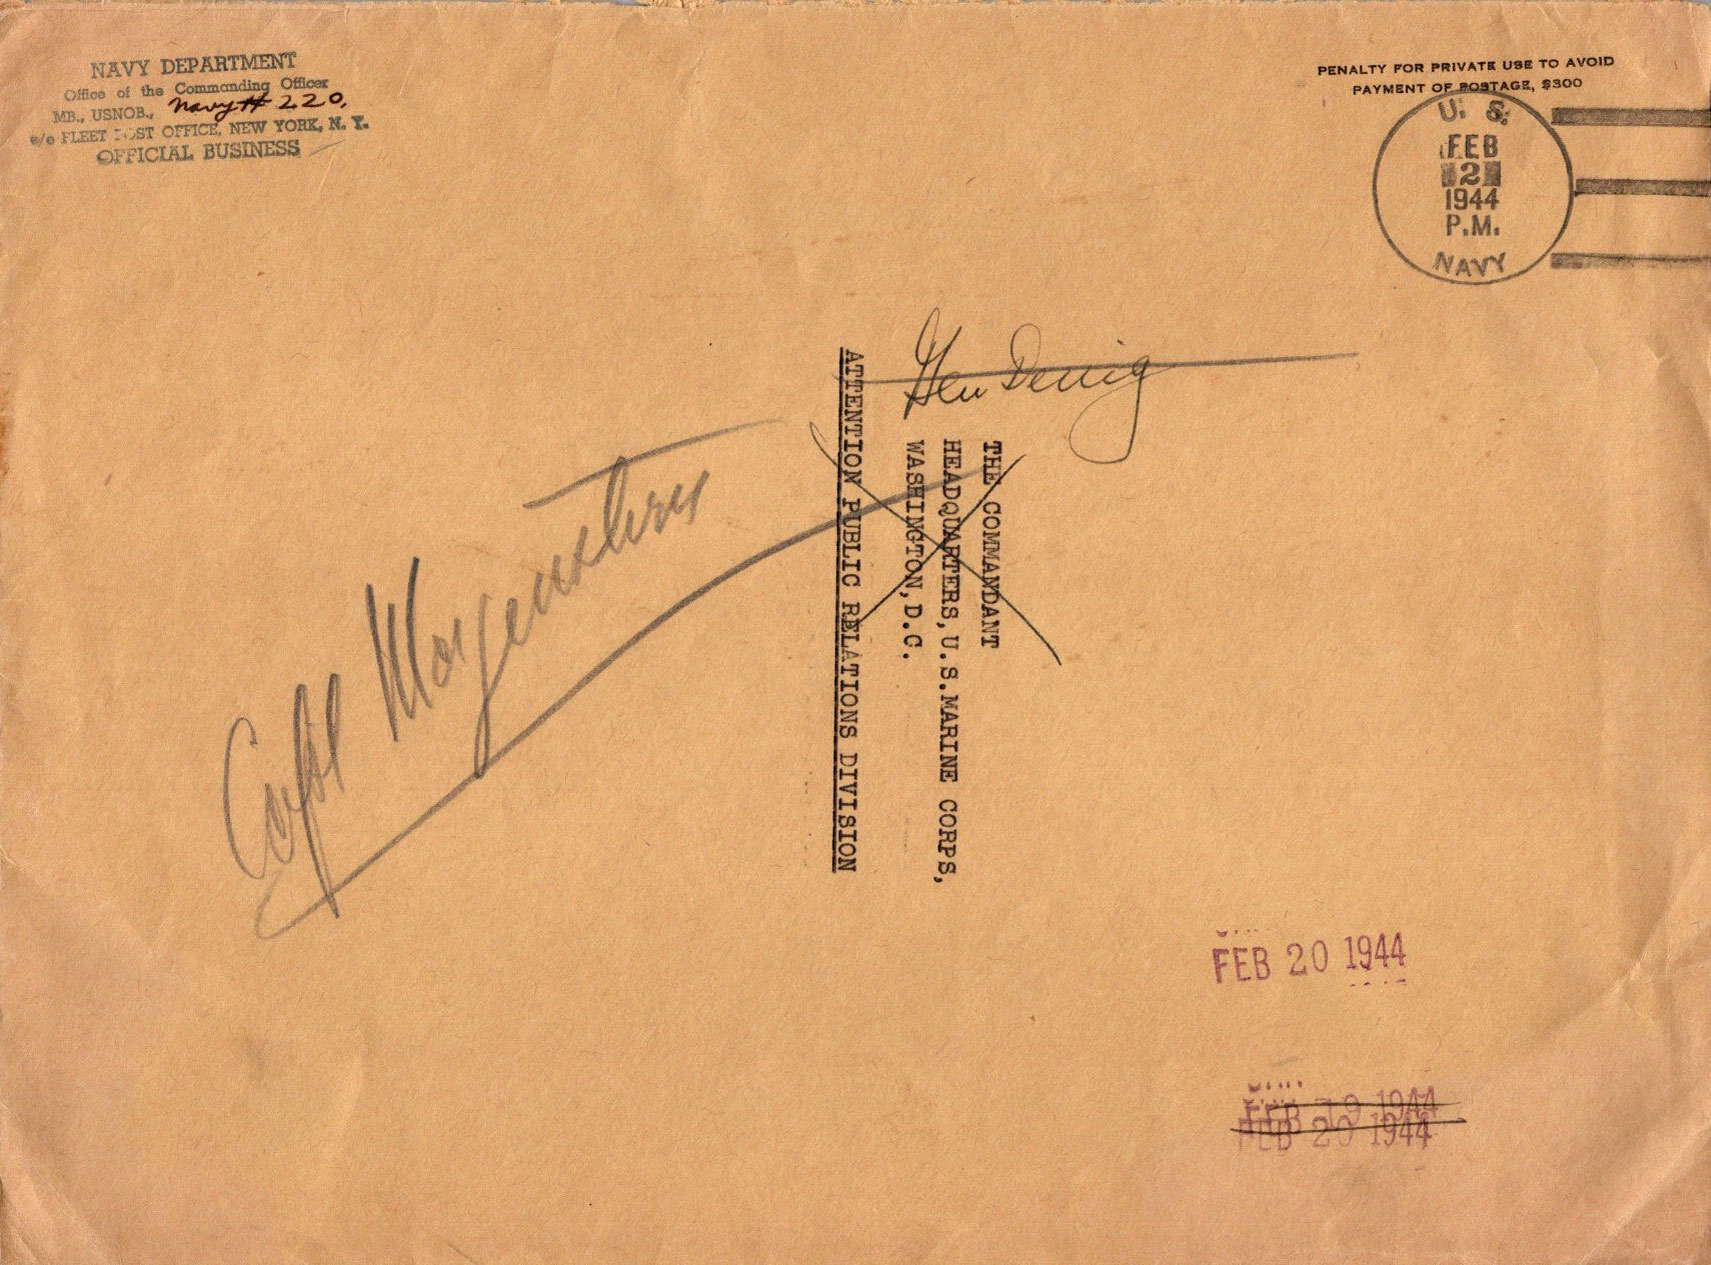 NAVY DEPARTMENT
Office of the Commanding Officer
MB., USNOB., Navy # 220,
c/o FLEET POST OFFICE, NEW YORK, N. Y.
OFFICIAL BUSINESS
PENALTY FOR PRIVATE USE TO AVOID
PAYMENT OF POSTAGE, $300
U. S.
FEB
2
1944
P.M.
NAVY
Gen Denig
THE COMMANDANT
HEADQUARTERS, U.S. MARINE CORPS,
WASHINGTON, D.C.
ATTENTION PUBLIC RELATIONS DIVISION
Capt Morgenstern
FEB 20 1944
FEB 19 1944
FEB 20 1944